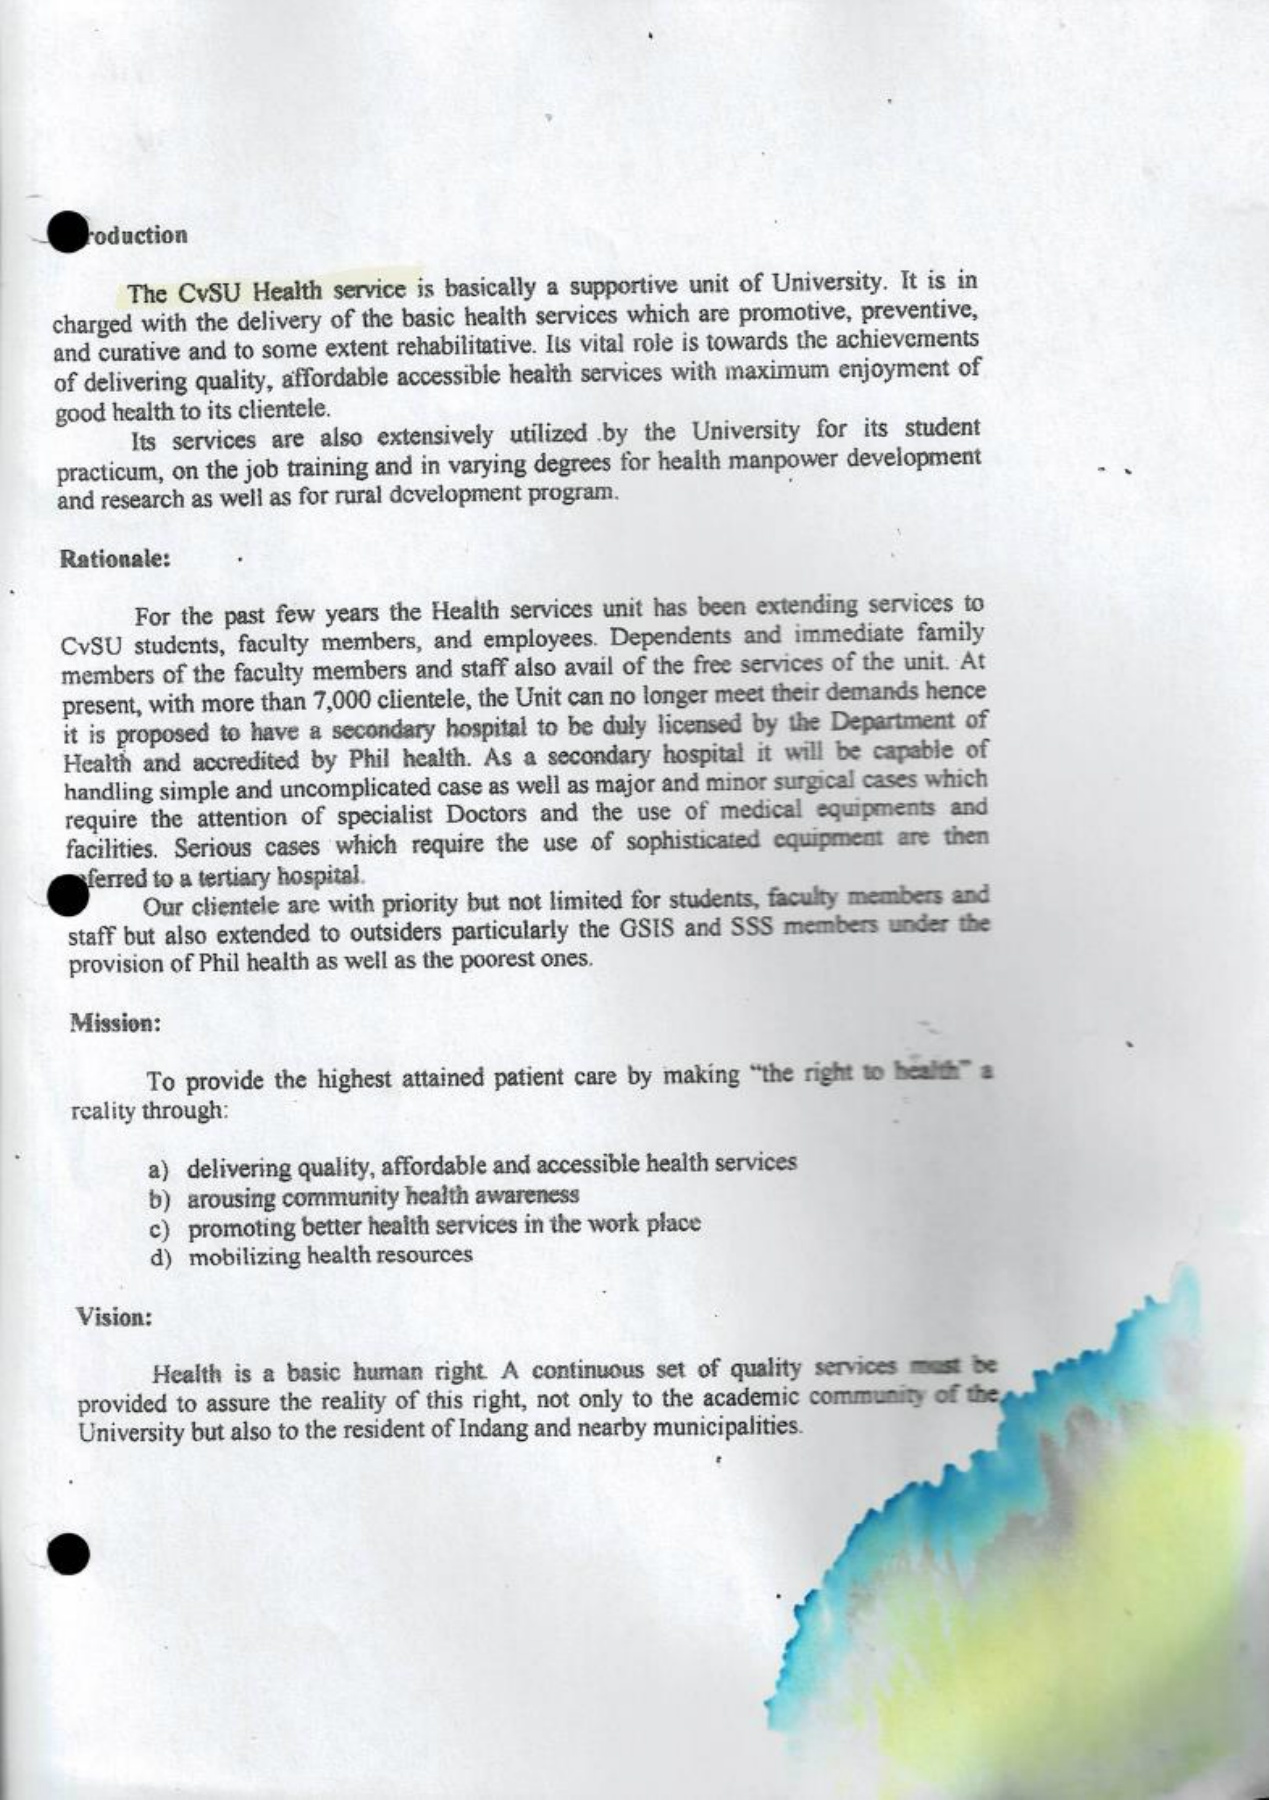 roduction
The CvSU Health service is basically a supportive unit of University. It is in
charged with the delivery of the basic health services which are promotive, preventive,
and curative and to some extent rehabilitative. Its vital role is towards the achievements
of delivering quality, affordable accessible health services with maximum enjoyment of
good health to its clientele.
Its services are also extensively utilized .by the University for its student
practicum, on the job training and in varying degrees for health manpower development
and research as well as for rural development program.
Rationale:
For the past few years the Health services unit has been extending services to
CvSU students, faculty members, and employees. Dependents and immediate family
members of the faculty members and staff also avail of the free services of the unit. At
present, with more than 7,000 clientele, the Unit can no longer meet their demands hence
it is proposed to have a secondary hospital to be duly licensed by the Department of
Health and accredited by Phil health. As a secondary hospital it will be capable of
handling simple and uncomplicated case as well as major and minor surgical cases which
require the attention of specialist Doctors and the use of medical equipments and
facilities. Serious cases which require the use of sophisticated equipment are then
ferred to a tertiary hospital.
Our clientele are with priority but not limited for students, faculty members and
staff but also extended to outsiders particularly the GSIS and SSS members under the
provision of Phil health as well as the poorest ones.
Mission:
To provide the highest attained patient care by making “the right to health” a
reality through:
a) delivering quality, affordable and accessible health services
b) arousing community health awareness
c) promoting better health services in the work place
d) mobilizing health resources
Vision:
Health is a basic human right. A continuous set of quality services must be
provided to assure the reality of this right, not only to the academic community of the
University but also to the resident of Indang and nearby municipalities.